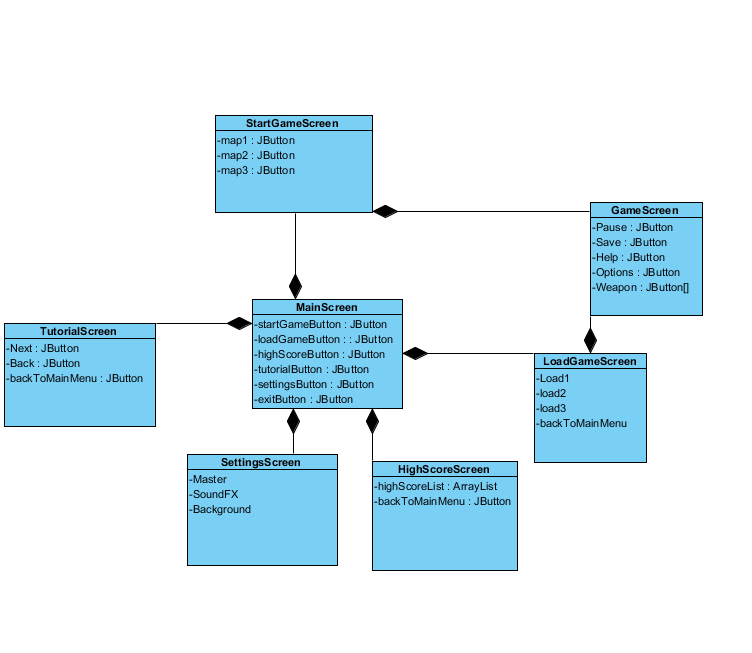 StartGameScreen
-map1 : JButton
-map2 : JButton
-map3 : JButton
GameScreen
-Pause : JButton
-Save : JButton
-Help : JButton
-Options : JButton
-Weapon : JButton[]
MainScreen
-startGameButton : JButton
-loadGameButton : : JButton
-highScoreButton : JButton
-tutorialButton : JButton
-settingsButton : JButton
-exitButton : JButton
TutorialScreen
-Next : JButton
-Back : JButton
-backToMainMenu : JButton
LoadGameScreen
-Load1
-load2
-load3
-backToMainMenu
SettingsScreen
-Master
-SoundFX
-Background
HighScoreScreen
-highScoreList : ArrayList
-backToMainMenu : JButton